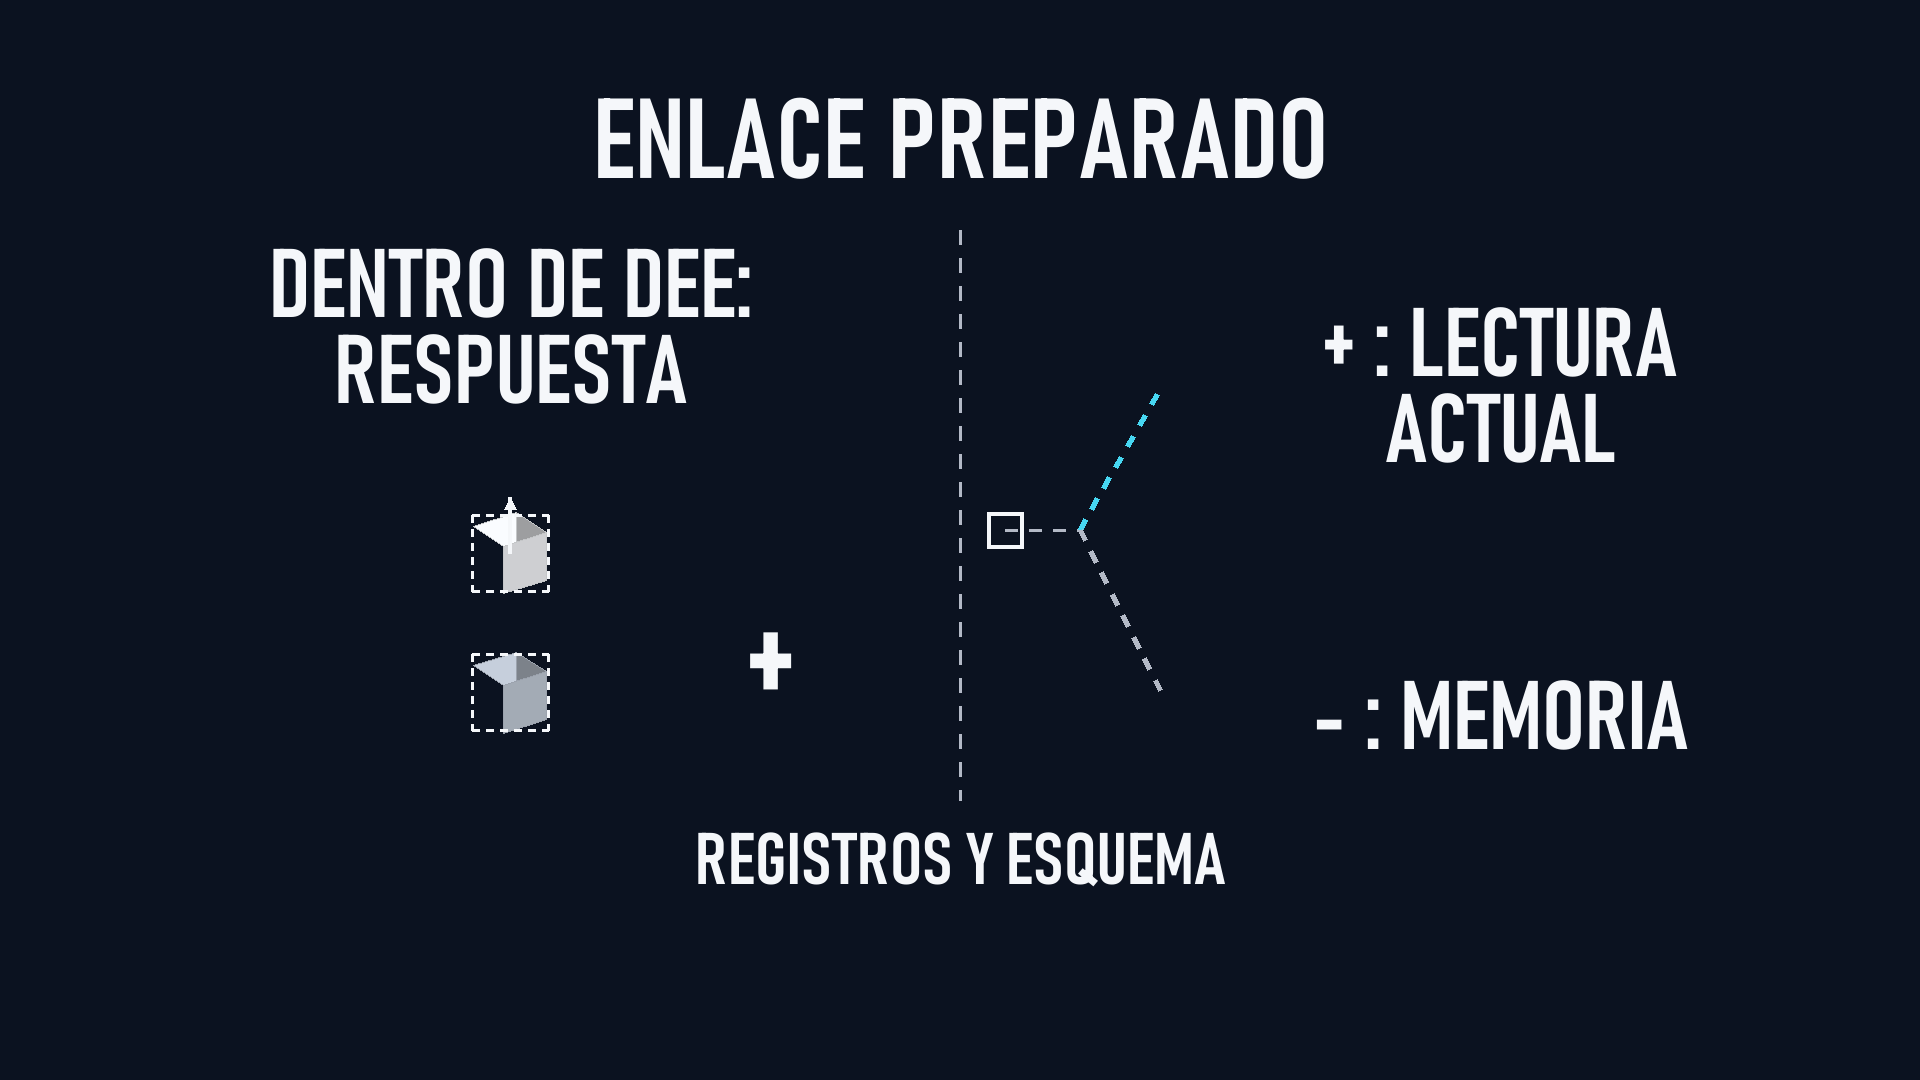 ENLACE PREPARADO
DENTRO DE DEE:
RESPUESTA
+
+ : LECTURA
ACTUAL
- : MEMORIA
REGISTROS Y ESQUEMA